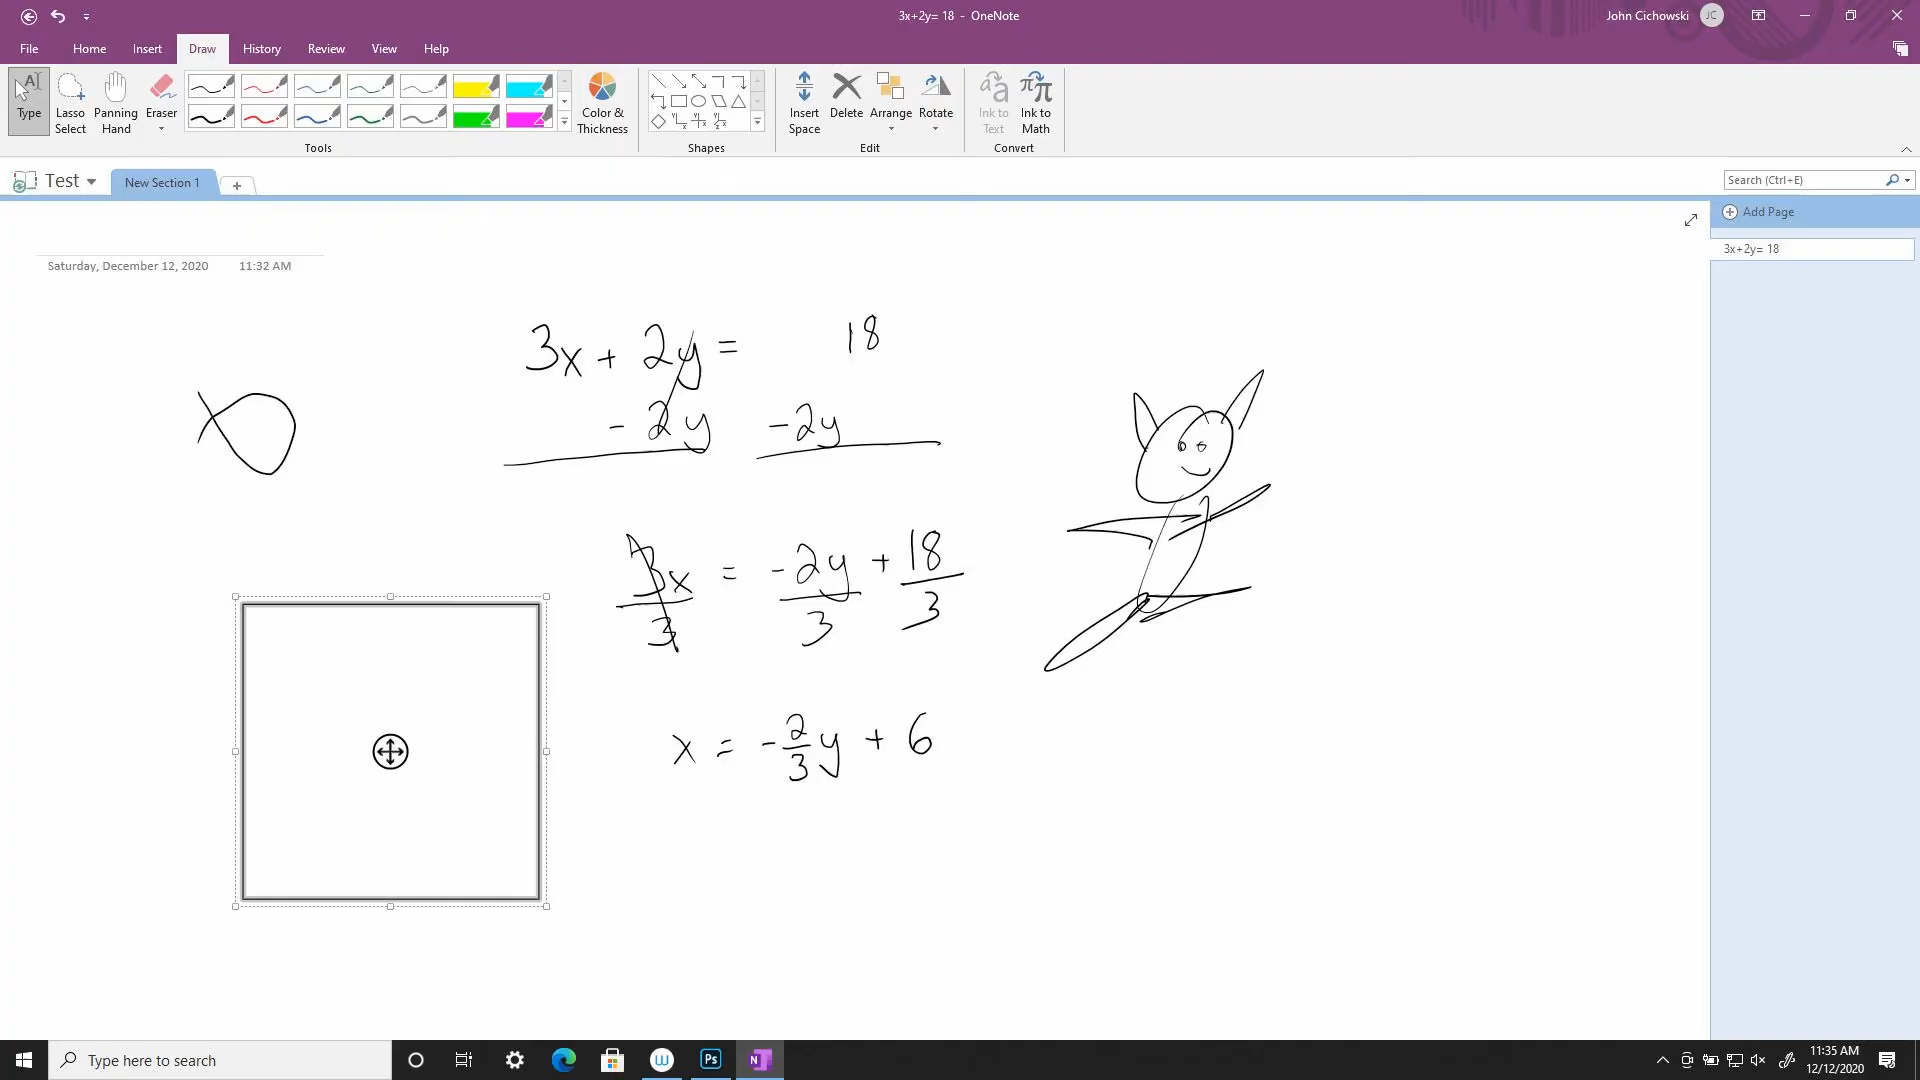 3x+2y= 18 - OneNote
John Cichowski JC
File Home Insert Draw History Review View Help
Type
Lasso Select
Panning Hand
Eraser
Color & Thickness
Insert Space
Delete
Arrange
Rotate
Ink to Text
Ink to Math
Tools
Shapes
Edit
Convert
Test
New Section 1
Search (Ctrl+E)
Add Page
3x+2y= 18
Saturday, December 12, 2020 11:32 AM
3x + 2y = 18
- 2y - 2y
3x/3 = -2y/3 + 18/3
x = -2/3 y + 6
Type here to search
Ps
11:35 AM
12/12/2020